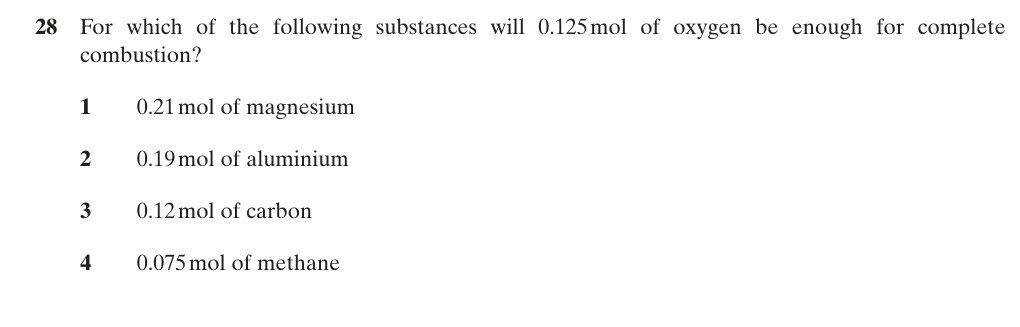 28 For which of the following substances will 0.125 mol of oxygen be enough for complete
combustion?
1 0.21 mol of magnesium
2 0.19 mol of aluminium
3 0.12 mol of carbon
4 0.075 mol of methane